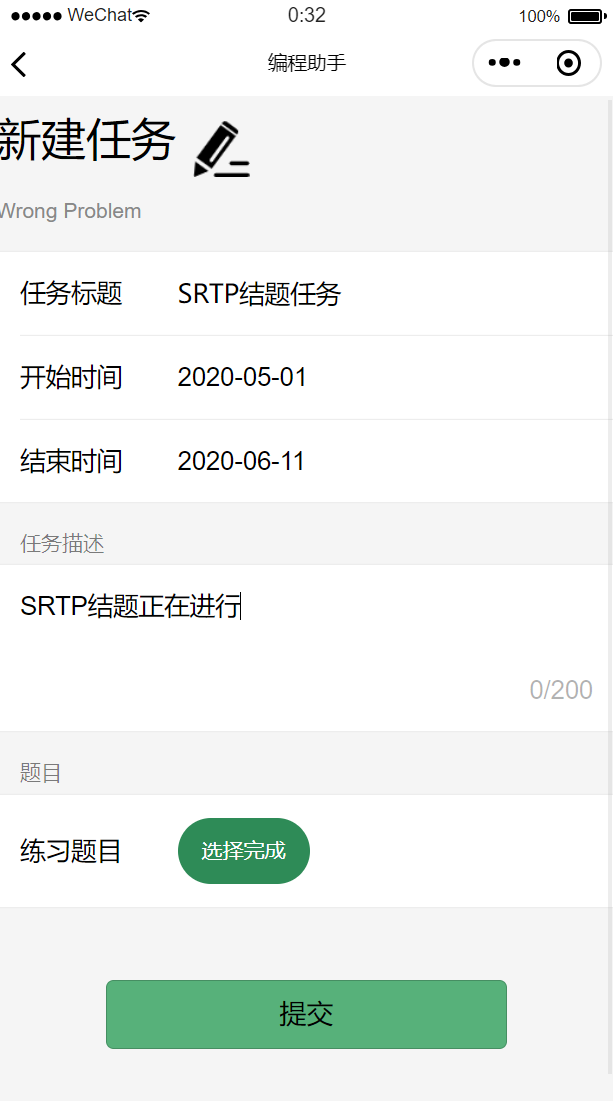 WeChat 0:32 100%
编程助手
新建任务
Wrong Problem
任务标题 SRTP结题任务
开始时间 2020-05-01
结束时间 2020-06-11
任务描述
SRTP结题正在进行
0/200
题目
练习题目 选择完成
提交